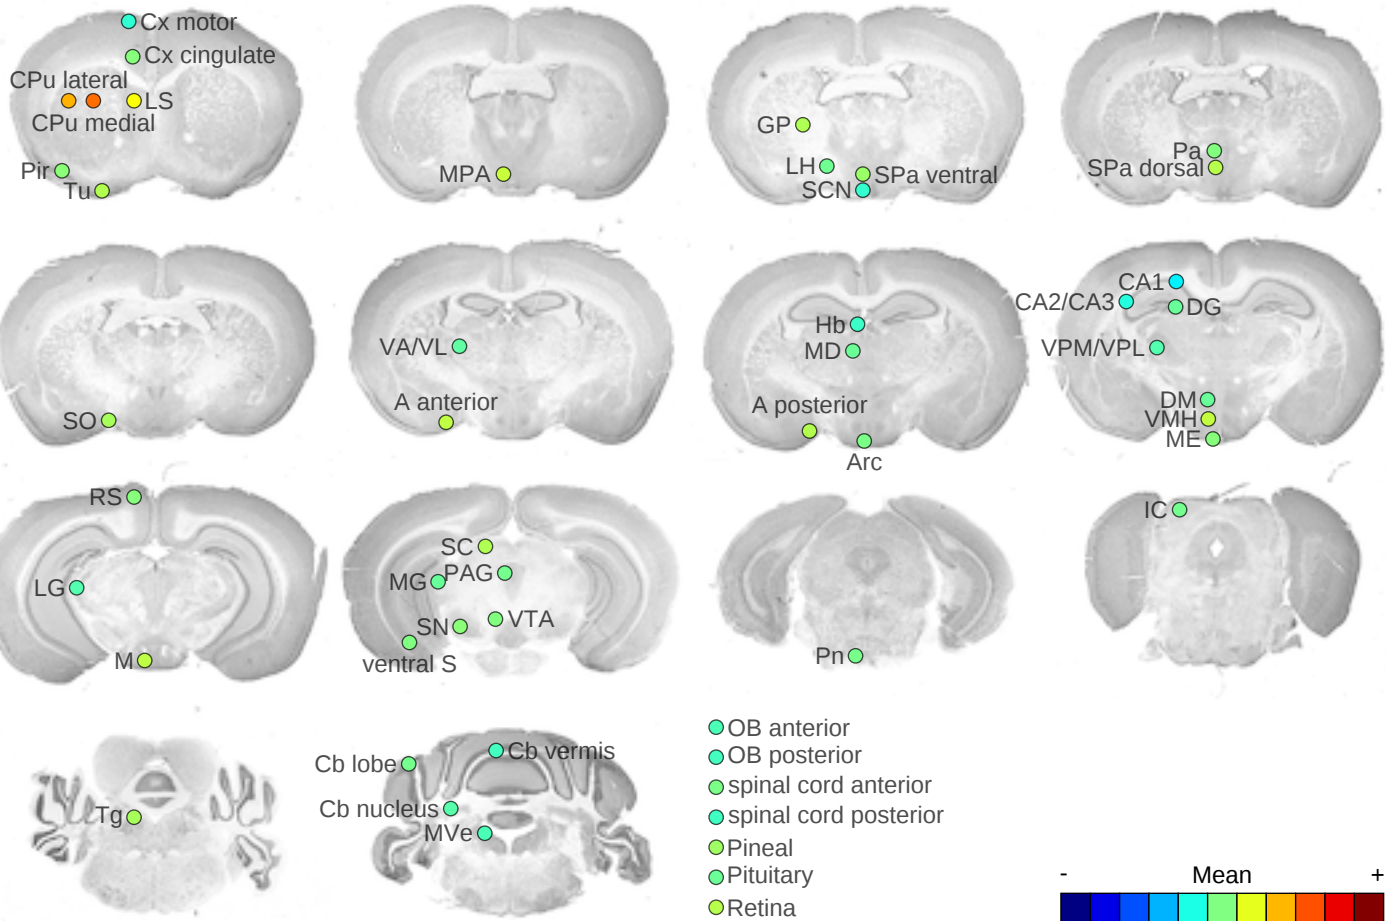 Cx motor
Cx cingulate
CPu lateral
LS
CPu medial
Pir
Tu
MPA
GP
LH
SPa ventral
SCN
Pa
SPa dorsal
SO
VA/VL
A anterior
Hb
MD
A posterior
Arc
CA1
CA2/CA3
DG
VPM/VPL
DM
VMH
ME
RS
LG
M
SC
MG
PAG
SN
VTA
ventral S
Pn
IC
Tg
Cb lobe
Cb vermis
Cb nucleus
MVe
OB anterior
OB posterior
spinal cord anterior
spinal cord posterior
Pineal
Pituitary
Retina
- Mean +